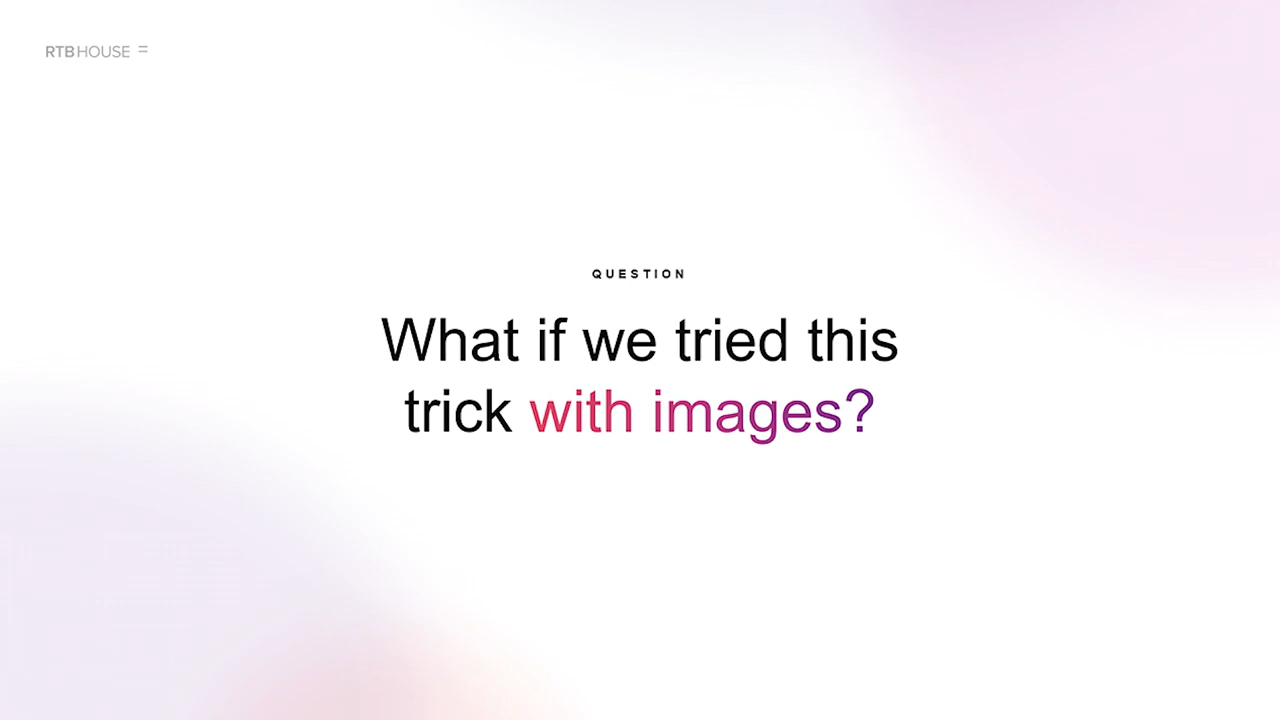 RTBHOUSE =
QUESTION
What if we tried this
trick with images?